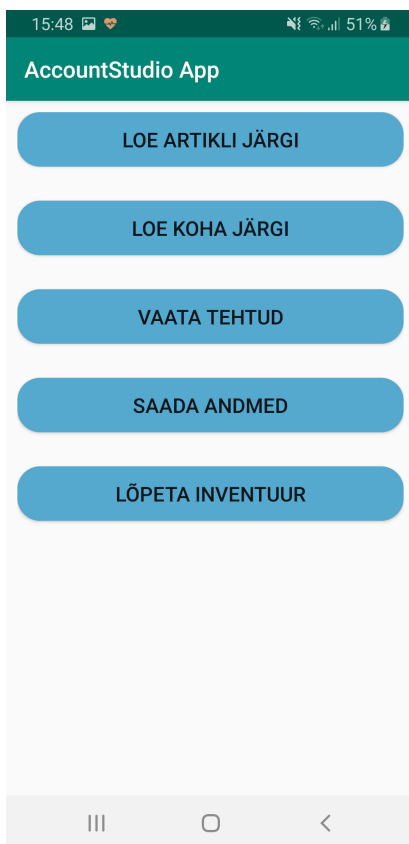 15:48 51%
AccountStudio App
LOE ARTIKLI JÄRGI
LOE KOHA JÄRGI
VAATA TEHTUD
SAADA ANDMED
LÕPETA INVENTUUR